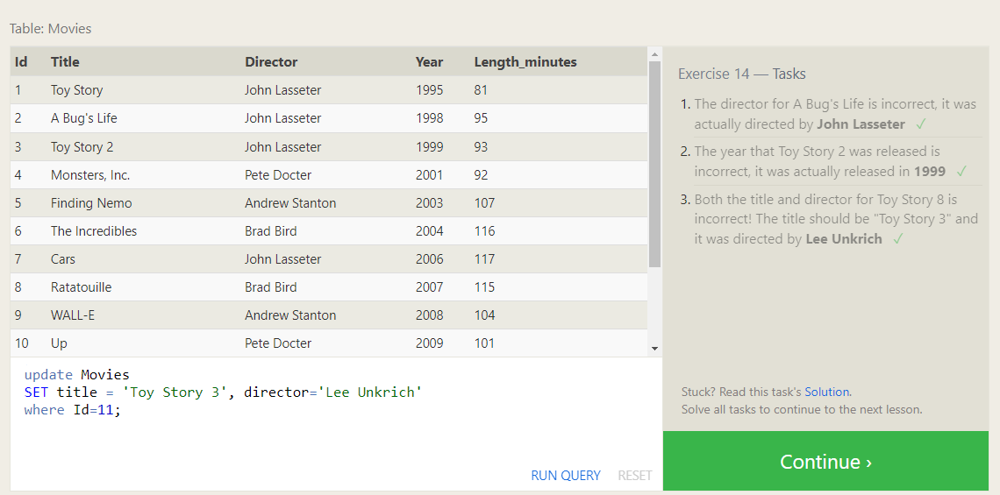 Table: Movies
Id Title Director Year Length_minutes
1 Toy Story John Lasseter 1995 81
2 A Bug's Life John Lasseter 1998 95
3 Toy Story 2 John Lasseter 1999 93
4 Monsters, Inc. Pete Docter 2001 92
5 Finding Nemo Andrew Stanton 2003 107
6 The Incredibles Brad Bird 2004 116
7 Cars John Lasseter 2006 117
8 Ratatouille Brad Bird 2007 115
9 WALL-E Andrew Stanton 2008 104
10 Up Pete Docter 2009 101
update Movies
SET title = 'Toy Story 3', director='Lee Unkrich'
where Id=11;
RUN QUERY RESET
Exercise 14 — Tasks
1. The director for A Bug's Life is incorrect, it was
actually directed by John Lasseter ✓
2. The year that Toy Story 2 was released is
incorrect, it was actually released in 1999 ✓
3. Both the title and director for Toy Story 8 is
incorrect! The title should be "Toy Story 3" and
it was directed by Lee Unkrich ✓
Stuck? Read this task's Solution.
Solve all tasks to continue to the next lesson.
Continue ›